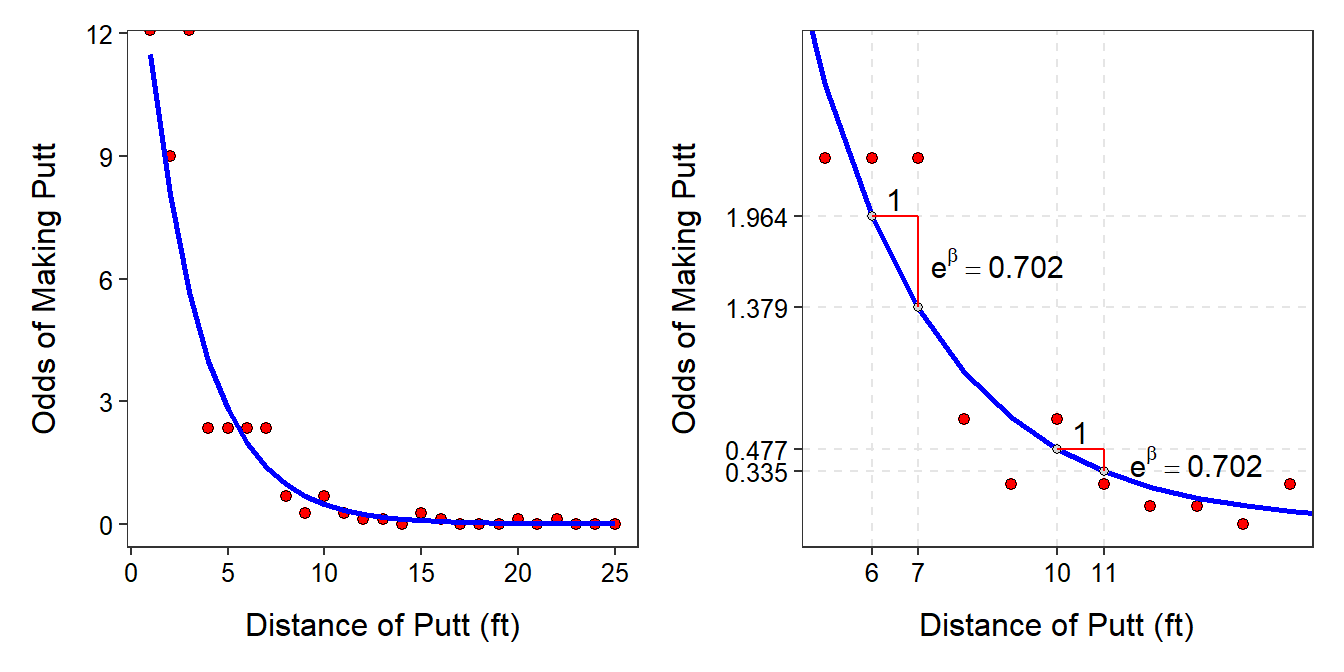 12
9
6
3
0
Odds of Making Putt
0 5 10 15 20 25
Distance of Putt (ft)
1.964
1.379
0.477
0.335
Odds of Making Putt
1
e^β = 0.702
1
e^β = 0.702
6 7 10 11
Distance of Putt (ft)